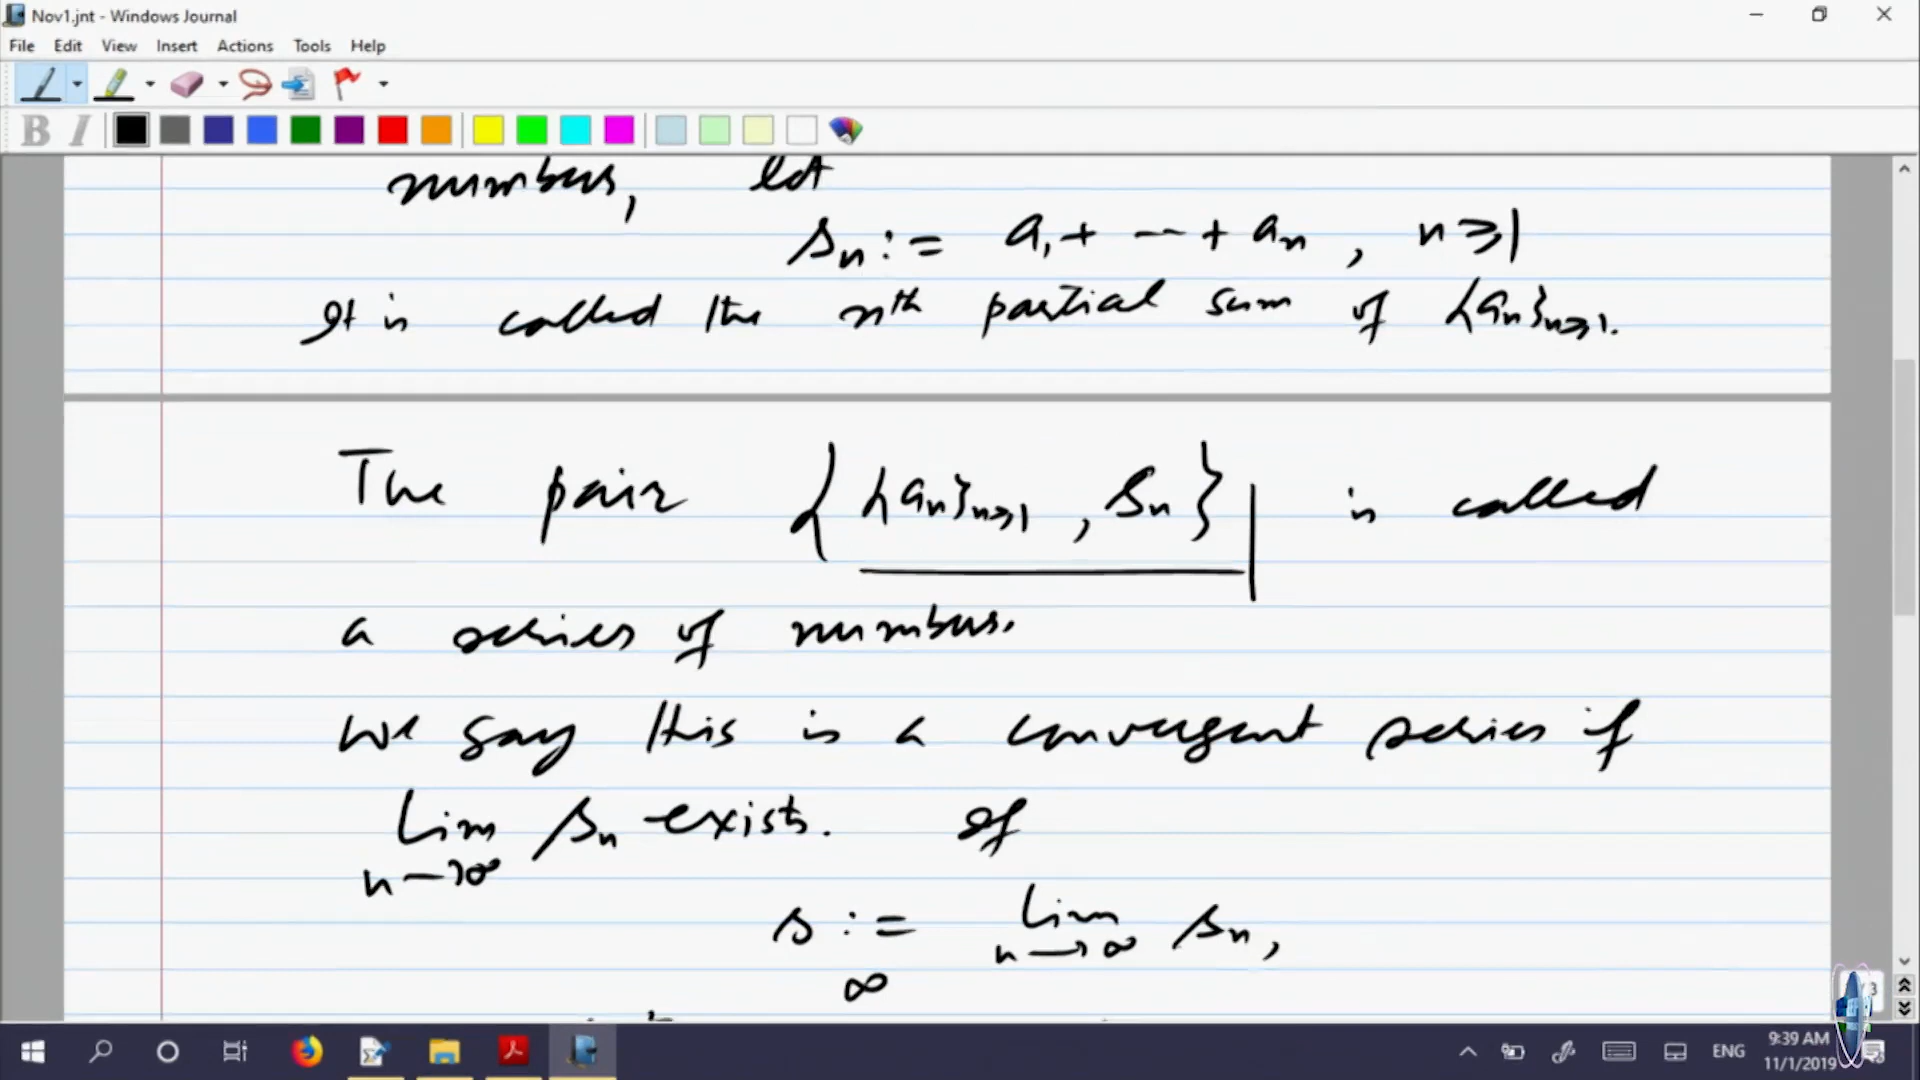 Nov1.jnt - Windows Journal
File Edit View Insert Actions Tools Help
B I
numbers, let
sn := a1 + --- + an , n ≥ 1
It is called the nth partial sum of {an}n≥1.
The pair { {an}n≥1 , sn } is called
a series of numbers.
We say this is a convergent series if
lim sn exists. If
n→∞
s := lim sn,
n→∞
∞
ENG
9:39 AM
11/1/2019